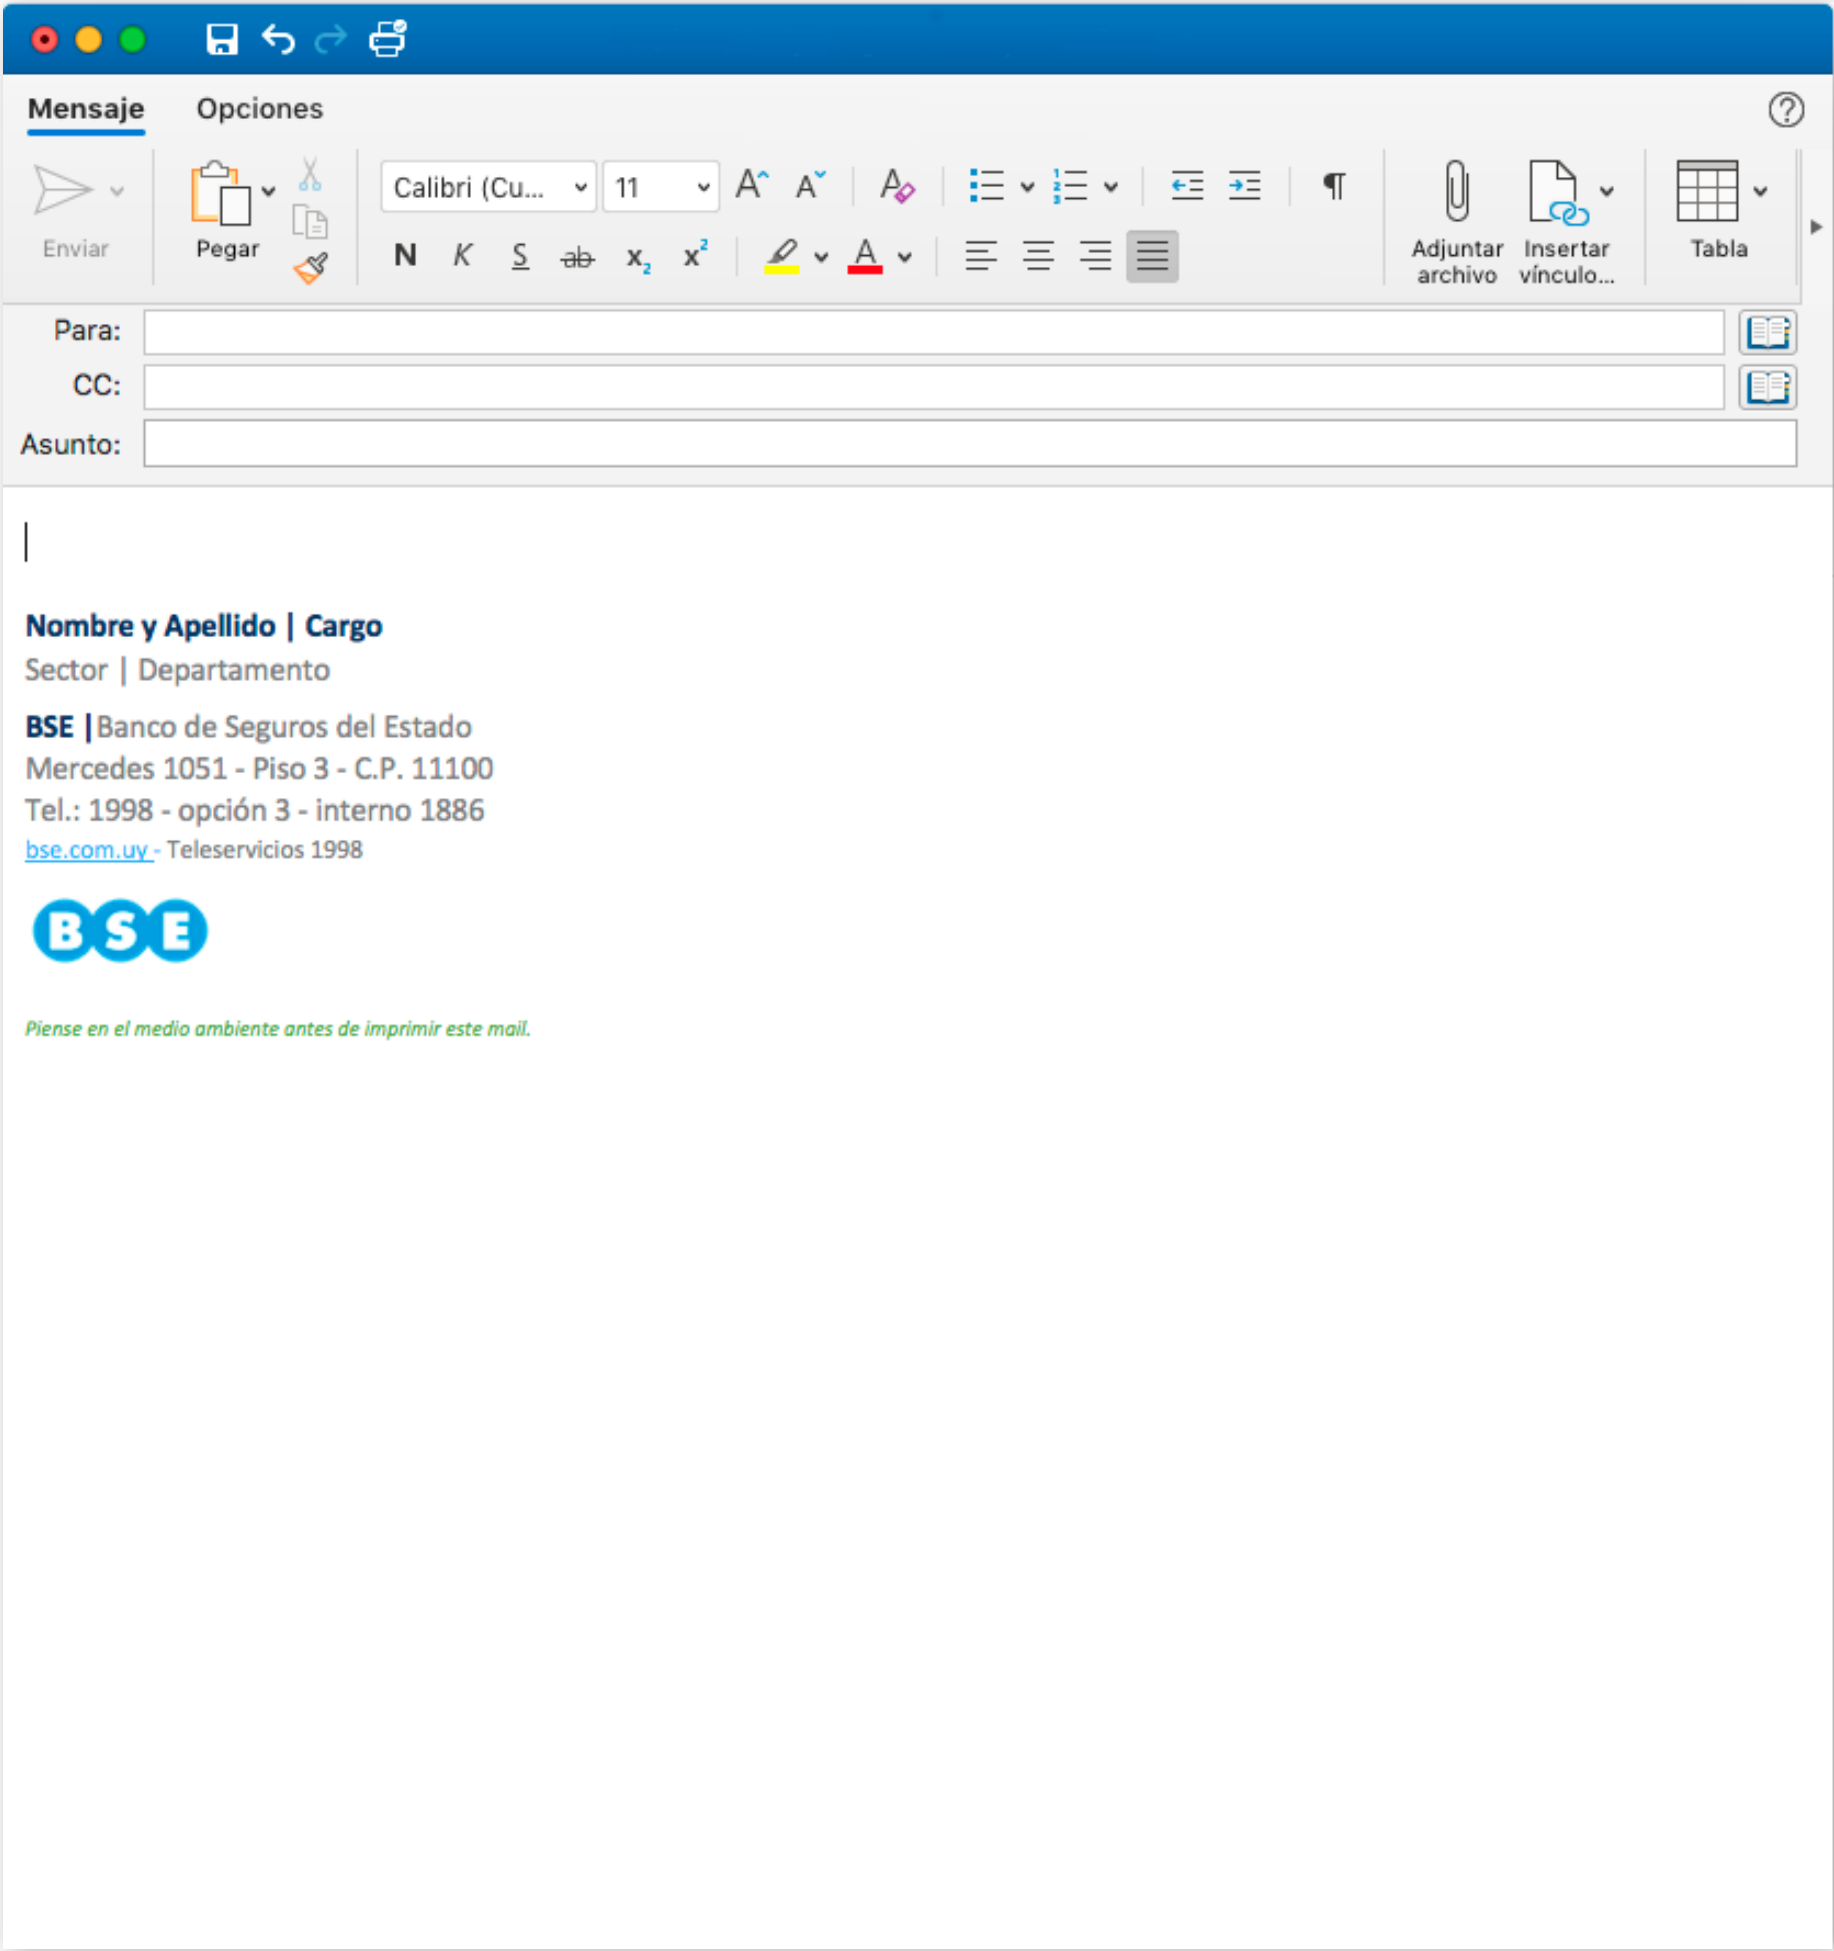 Mensaje Opciones
Calibri (Cu... 11
Enviar Pegar N K S ab x₂ x² A Adjuntar archivo Insertar vínculo... Tabla
Para:
CC:
Asunto:
Nombre y Apellido | Cargo
Sector | Departamento
BSE |Banco de Seguros del Estado
Mercedes 1051 - Piso 3 - C.P. 11100
Tel.: 1998 - opción 3 - interno 1886
bse.com.uy - Teleservicios 1998
BSE
Piense en el medio ambiente antes de imprimir este mail.